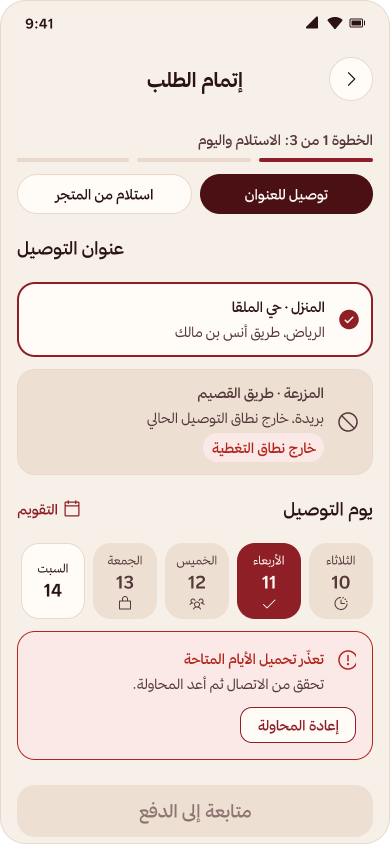 9:41
إتمام الطلب
الخطوة 1 من 3: الاستلام واليوم
توصيل للعنوان
استلام من المتجر
عنوان التوصيل
المنزل · حي الملقا
الرياض، طريق أنس بن مالك
المزرعة · طريق القصيم
بريدة، خارج نطاق التوصيل الحالي
خارج نطاق التغطية
يوم التوصيل
التقويم
الثلاثاء
10
الأربعاء
11
الخميس
12
الجمعة
13
السبت
14
تعذّر تحميل الأيام المتاحة
تحقق من الاتصال ثم أعد المحاولة.
إعادة المحاولة
متابعة إلى الدفع